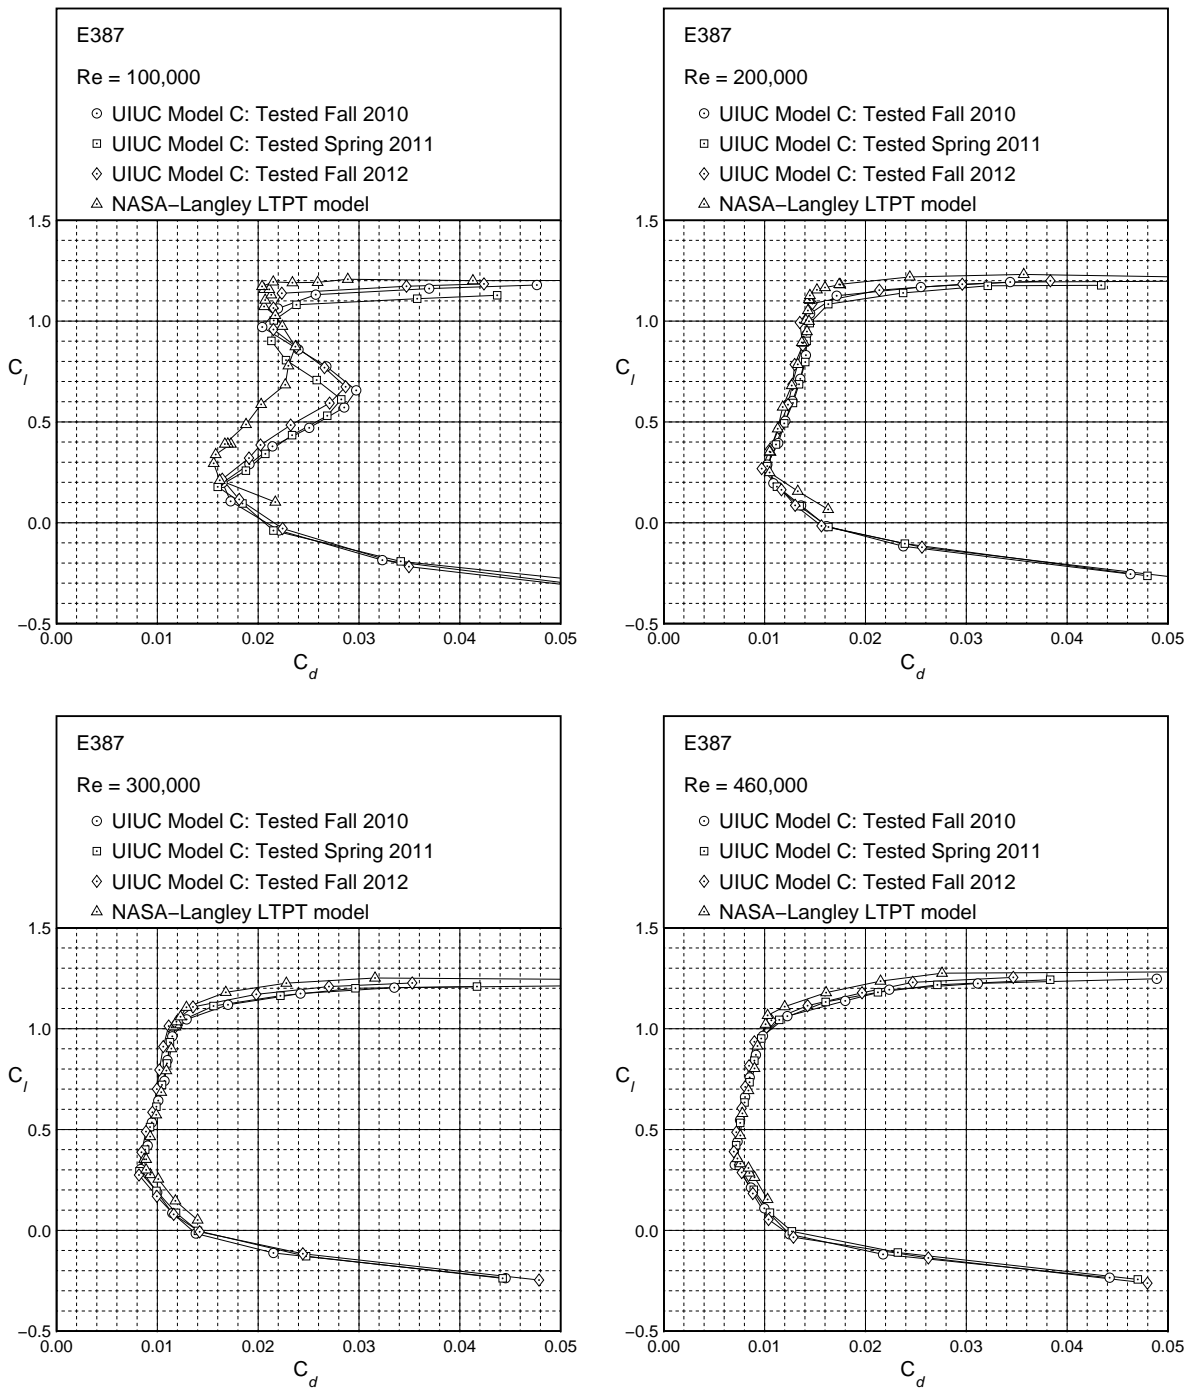 E387
Re = 100,000
UIUC Model C: Tested Fall 2010
UIUC Model C: Tested Spring 2011
UIUC Model C: Tested Fall 2012
NASA−Langley LTPT model
1.5
1.0
0.5
0.0
−0.5
C_l
0.00 0.01 0.02 0.03 0.04 0.05
C_d
E387
Re = 200,000
UIUC Model C: Tested Fall 2010
UIUC Model C: Tested Spring 2011
UIUC Model C: Tested Fall 2012
NASA−Langley LTPT model
1.5
1.0
0.5
0.0
−0.5
C_l
0.00 0.01 0.02 0.03 0.04 0.05
C_d
E387
Re = 300,000
UIUC Model C: Tested Fall 2010
UIUC Model C: Tested Spring 2011
UIUC Model C: Tested Fall 2012
NASA−Langley LTPT model
1.5
1.0
0.5
0.0
−0.5
C_l
0.00 0.01 0.02 0.03 0.04 0.05
C_d
E387
Re = 460,000
UIUC Model C: Tested Fall 2010
UIUC Model C: Tested Spring 2011
UIUC Model C: Tested Fall 2012
NASA−Langley LTPT model
1.5
1.0
0.5
0.0
−0.5
C_l
0.00 0.01 0.02 0.03 0.04 0.05
C_d